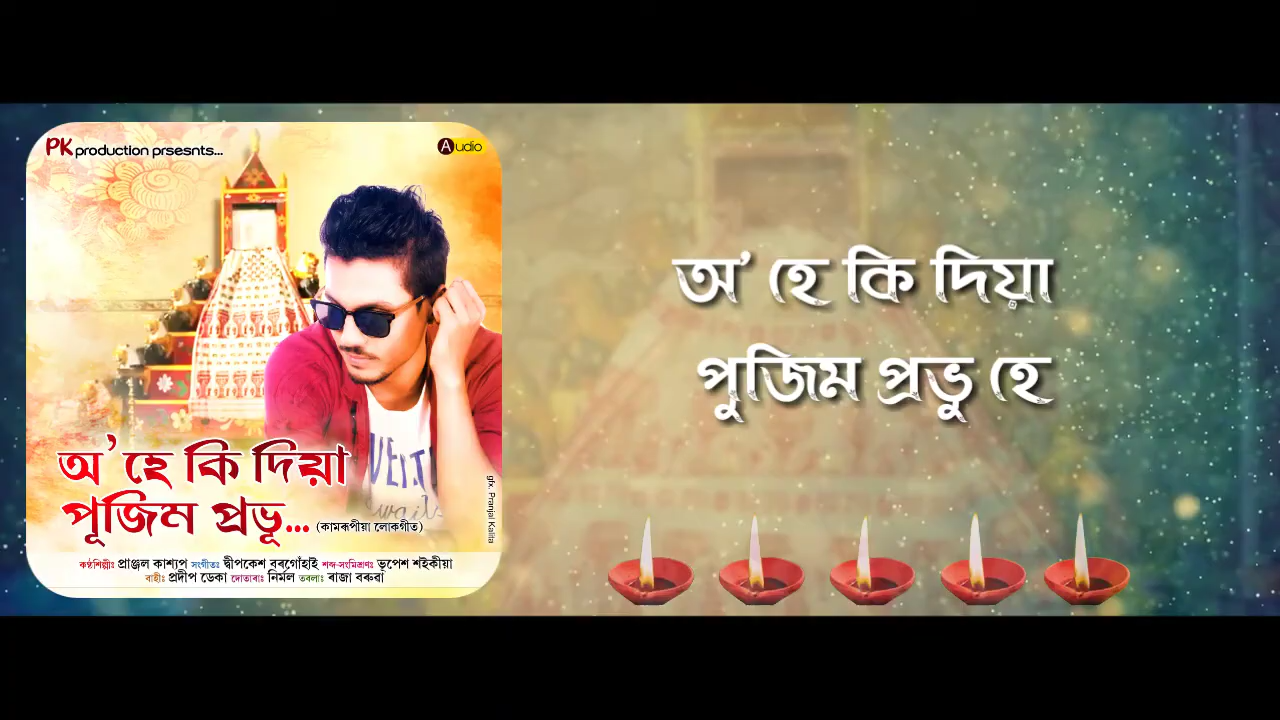 PK production prsesnts...
Audio
অ' হে কি দিয়া
পূজিম প্ৰভূ... (কামৰূপীয়া লোকগীত)
gfx. Pranjal Kalita
কন্ঠশিল্পীঃ প্ৰাঞ্জল কাশ্যপ সংগীতঃ দ্বীপকেশ বৰগোঁহাই শব্দ-সংমিশ্ৰণঃ ভূপেশ শইকীয়া
বাহীঃ প্ৰদীপ ডেকা দোতাৰাঃ নিৰ্মল তবলাঃ ৰাজা বৰুৱা
অ' হে কি দিয়া
পুজিম প্ৰভু হে